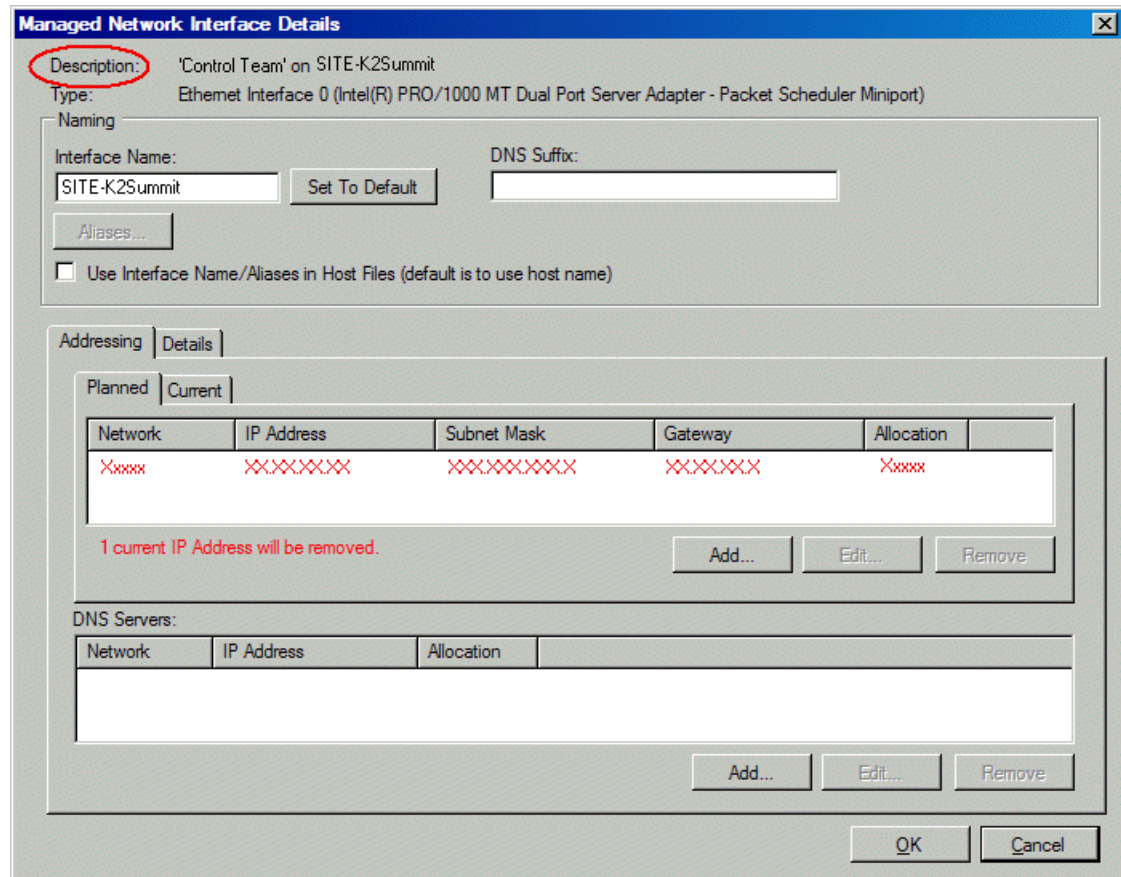 Managed Network Interface Details
Description: 'Control Team' on SITE-K2Summit
Type: Ethernet Interface 0 (Intel(R) PRO/1000 MT Dual Port Server Adapter - Packet Scheduler Miniport)
Naming
Interface Name: DNS Suffix:
SITE-K2Summit Set To Default
Aliases...
Use Interface Name/Aliases in Host Files (default is to use host name)
Addressing Details
Planned Current
Network IP Address Subnet Mask Gateway Allocation
Xxxxx XX.XX.XX.XX XXX.XXX.XXX.X XX.XX.XX.X Xxxxx
1 current IP Address will be removed.
Add... Edit... Remove
DNS Servers:
Network IP Address Allocation
Add... Edit... Remove
OK Cancel